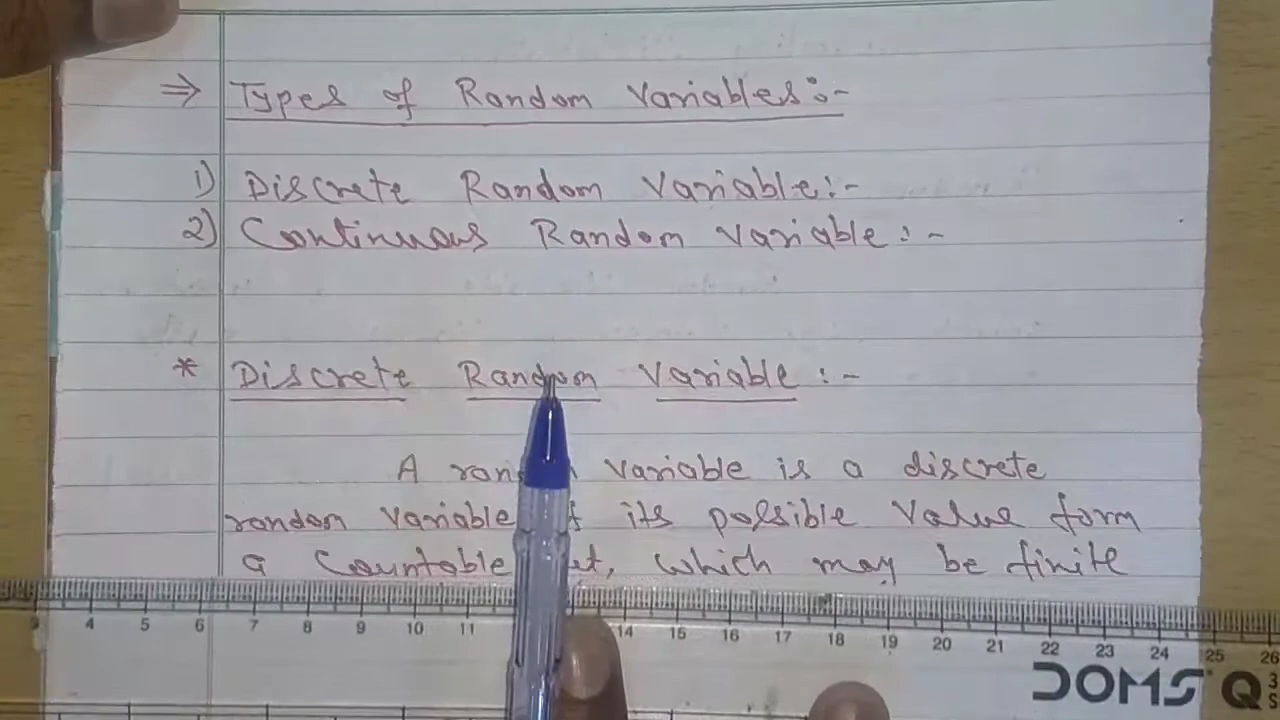 ⇒ Types of Random Variables:-
1) Discrete Random Variable:-
2) Continuous Random Variable:-
* Discrete Random Variable:-
A variable is a discrete
random variable its possible value form
a Countable which may be finite
4 5 6 7 8 9 10 11 14 15 16 17 18 19 20 21 22 23 24 25 26
DOMS Q